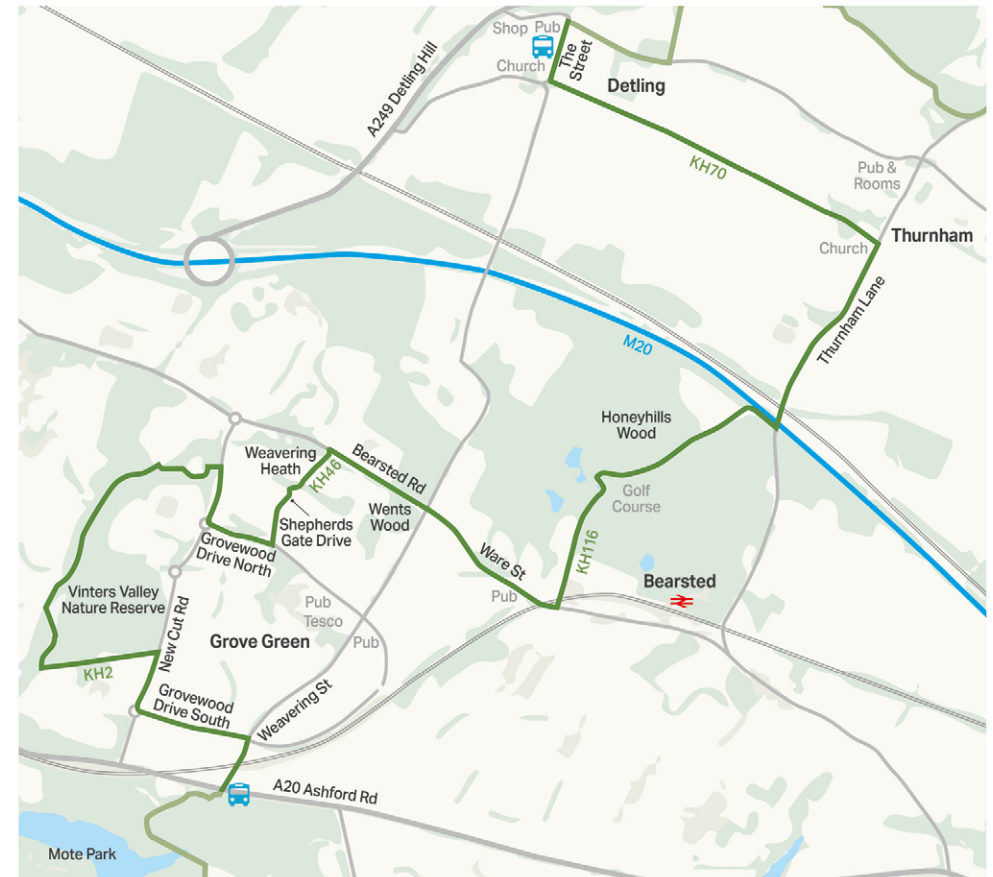 Shop Pub
The
Street
Church
A249 Detling Hill
Detling
KH70
Pub &
Rooms
Thurnham
Church
Thurnham Lane
M20
Honeyhills
Wood
Weavering
Heath
KH46
Bearsted Rd
Wents
Wood
Golf
Course
Shepherds
Gate Drive
Grovewood
Drive North
KH116
Ware St
Bearsted
Pub
Vinters Valley
Nature Reserve
New Cut Rd
Pub
Tesco
Grove Green
Pub
KH2
Grovewood
Drive South
Weavering St
A20 Ashford Rd
Mote Park